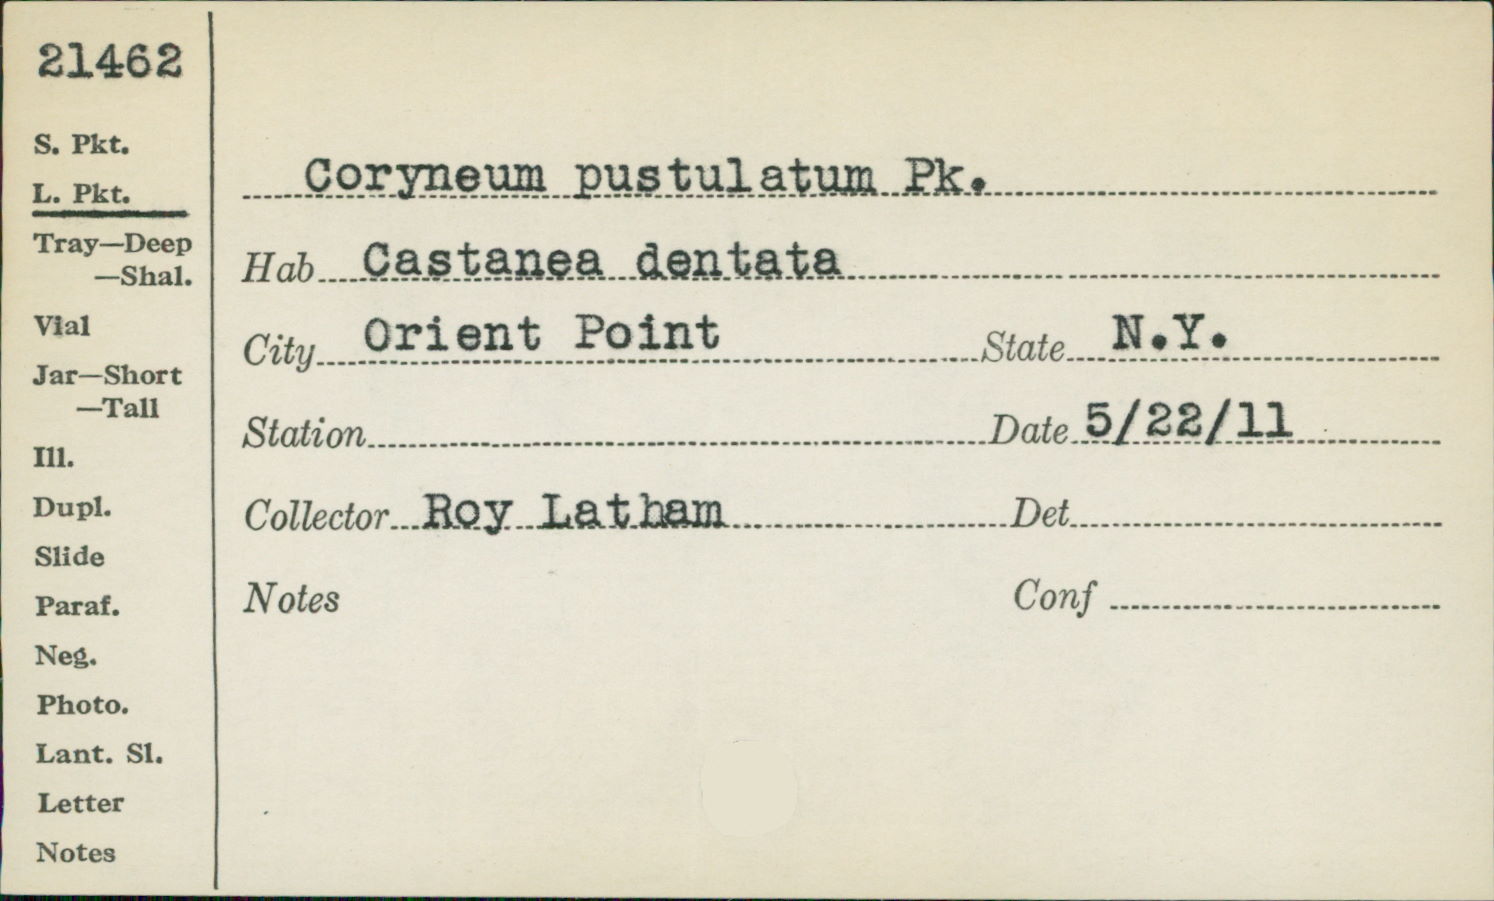 21462
S. Pkt.
L. Pkt.
Tray—Deep
—Shal.
Vial
Jar—Short
—Tall
Ill.
Dupl.
Slide
Paraf.
Neg.
Photo.
Lant. Sl.
Letter
Notes
Coryneum pustulatum Pk.
Hab Castanea dentata
City Orient Point State N.Y.
Station Date 5/22/11
Collector Roy Latham Det
Notes Conf